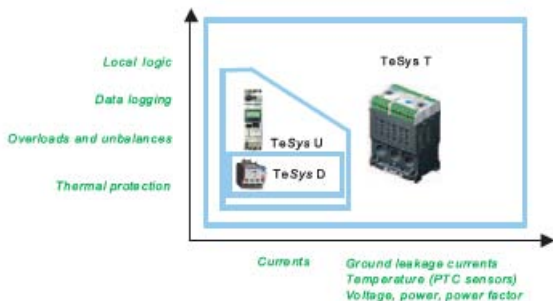 Local logic
TeSys T
Data logging
Overloads and unbalances
TeSys U
TeSys D
Thermal protection
Currents
Ground leakage currents
Temperature (PTC sensors)
Voltage, power, power factor